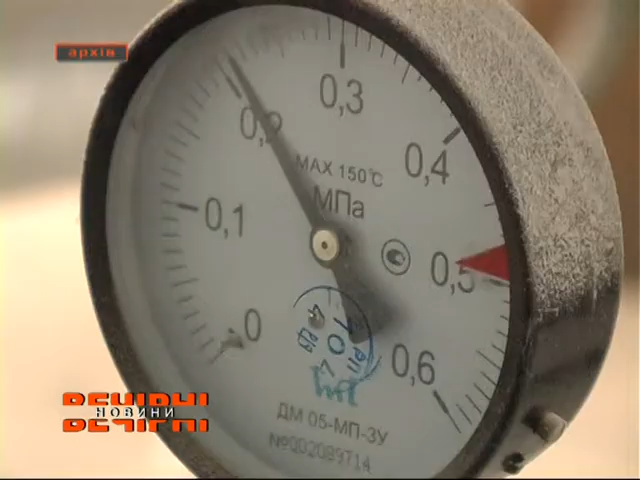 архів
0,3
0,2
0,4
MAX 150°C
МПа
0,1
0,5
0
0,6
ДМ 05-МП-3У
№002089714
ВЕЧІРНІ
НОВИНИ